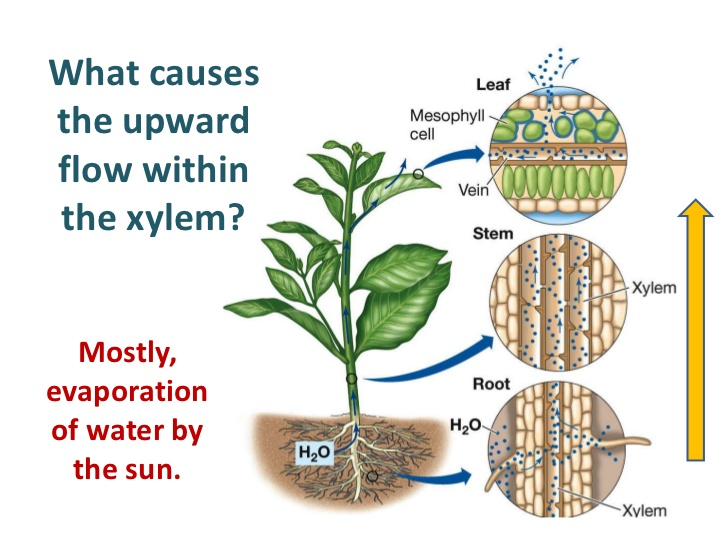 What causes
the upward
flow within
the xylem?
Mostly,
evaporation
of water by
the sun.
Leaf
Mesophyll
cell
Vein
Stem
Xylem
Root
H₂O
H₂O
Xylem